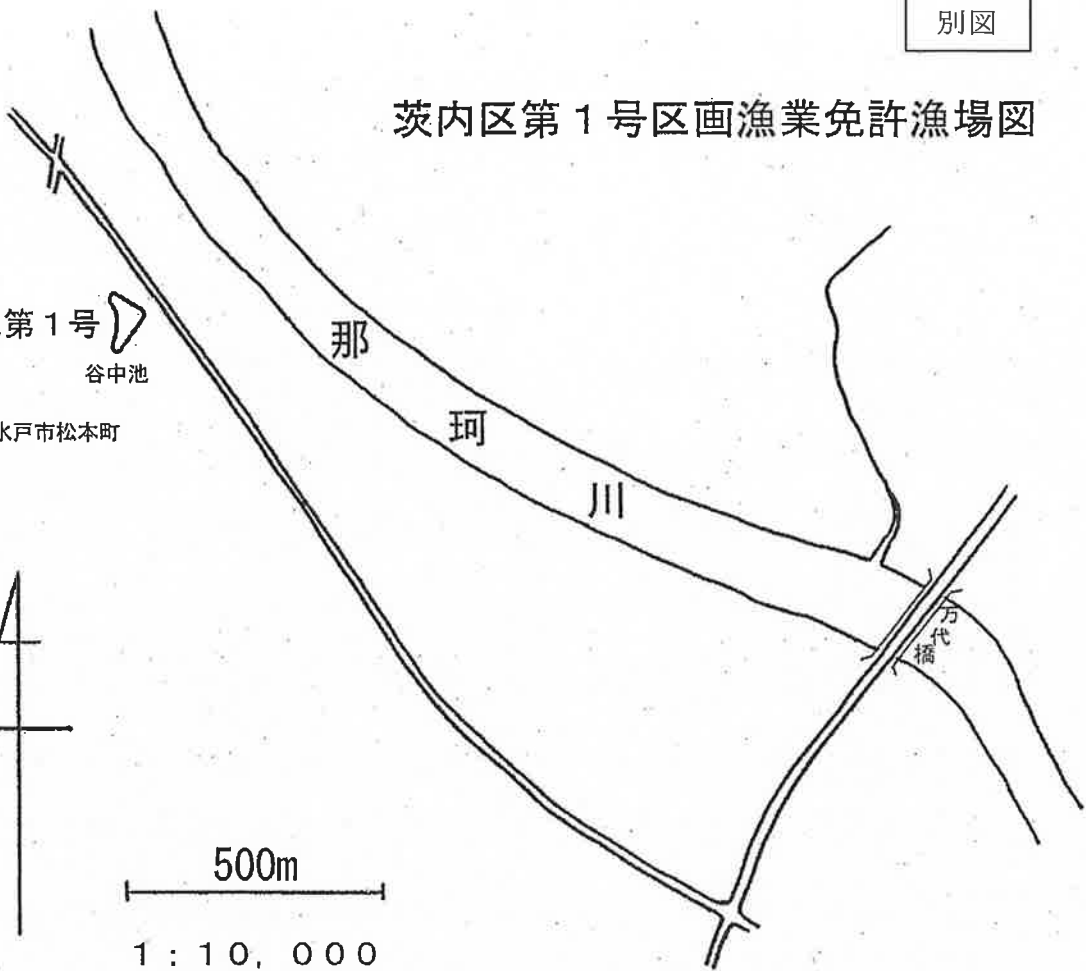 別図
茨内区第1号区画漁業免許漁場図
第1号
谷中池
水戸市松本町
那珂川
万代橋
500m
1:10,000